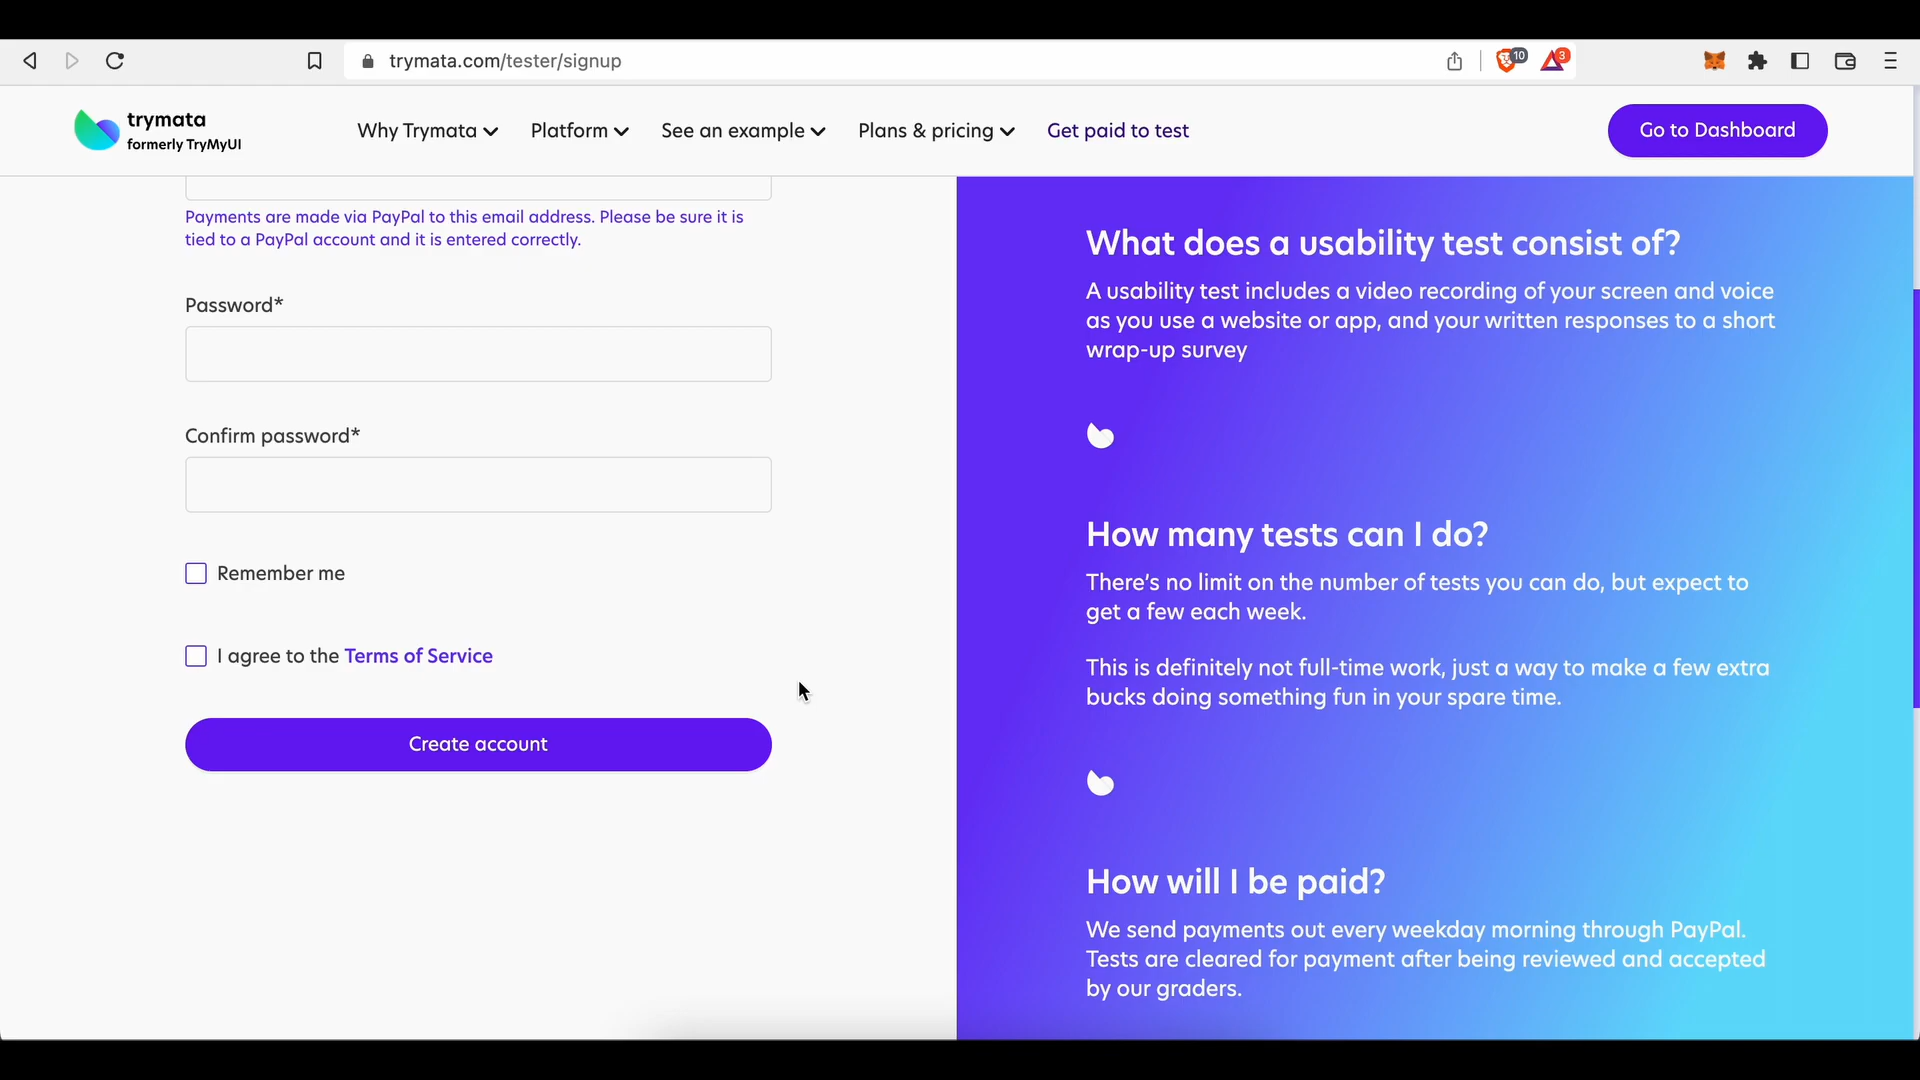 trymata.com/tester/signup
10
3
trymata
formerly TryMyUI
Why Trymata
Platform
See an example
Plans & pricing
Get paid to test
Go to Dashboard
Payments are made via PayPal to this email address. Please be sure it is
tied to a PayPal account and it is entered correctly.
Password*
Confirm password*
Remember me
I agree to the Terms of Service
Create account
What does a usability test consist of?
A usability test includes a video recording of your screen and voice
as you use a website or app, and your written responses to a short
wrap-up survey
How many tests can I do?
There’s no limit on the number of tests you can do, but expect to
get a few each week.
This is definitely not full-time work, just a way to make a few extra
bucks doing something fun in your spare time.
How will I be paid?
We send payments out every weekday morning through PayPal.
Tests are cleared for payment after being reviewed and accepted
by our graders.